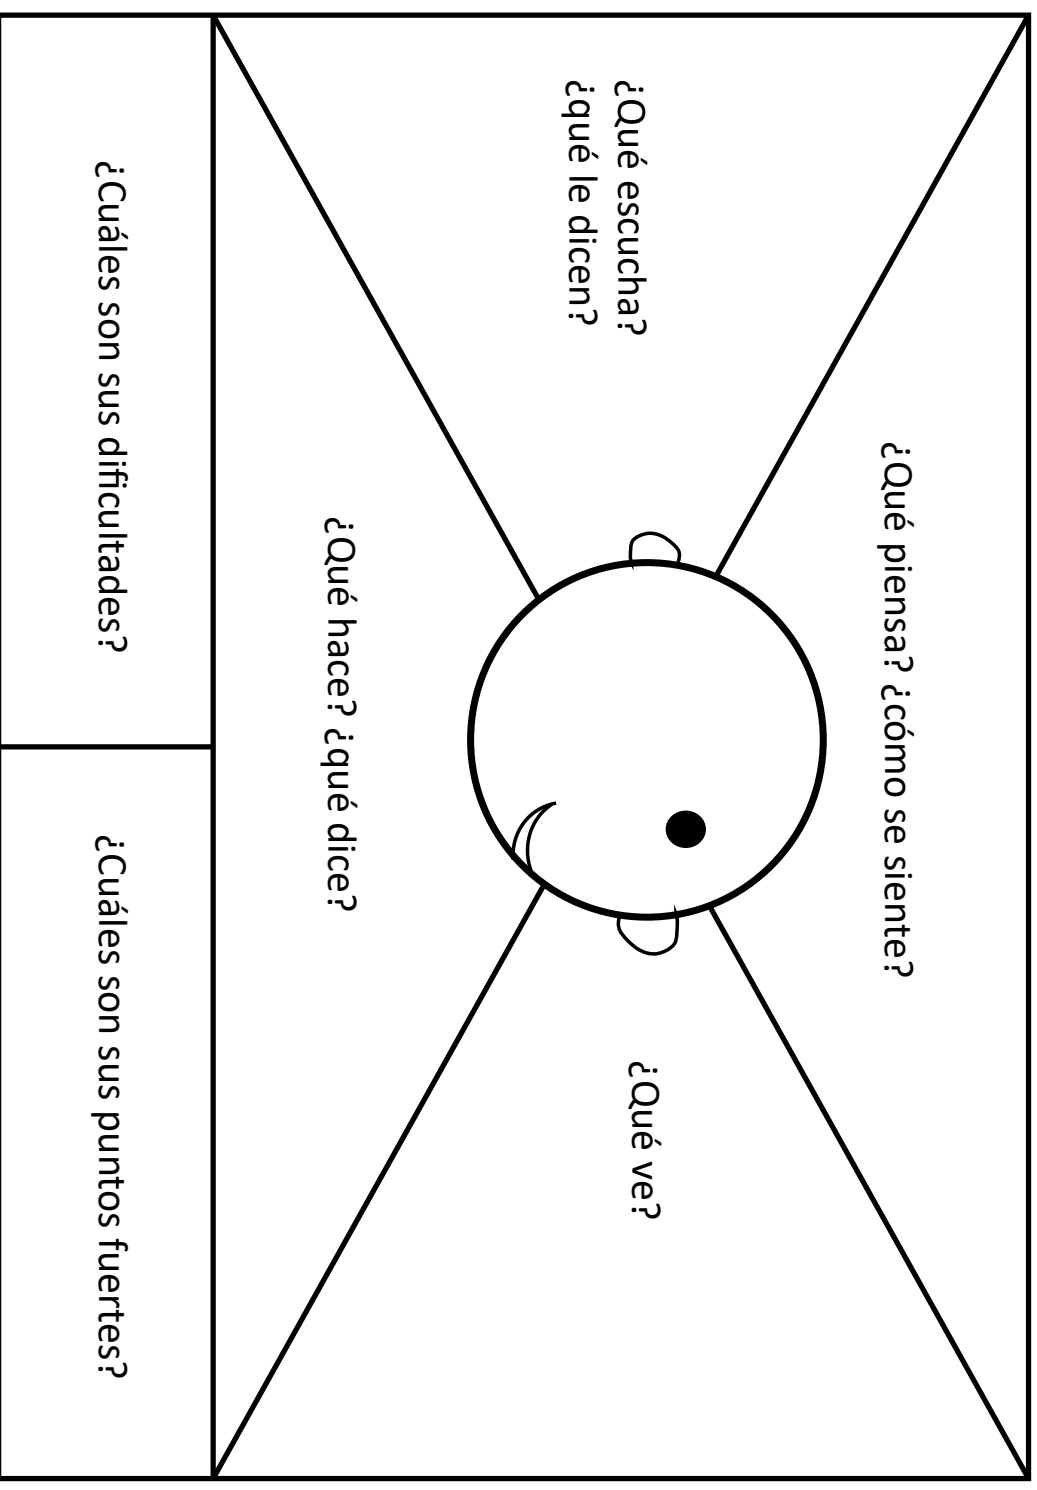 ¿Qué piensa? ¿cómo se siente?
¿Qué escucha?
¿qué le dicen?
¿Qué ve?
¿Qué hace? ¿qué dice?
¿Cuáles son sus dificultades?
¿Cuáles son sus puntos fuertes?